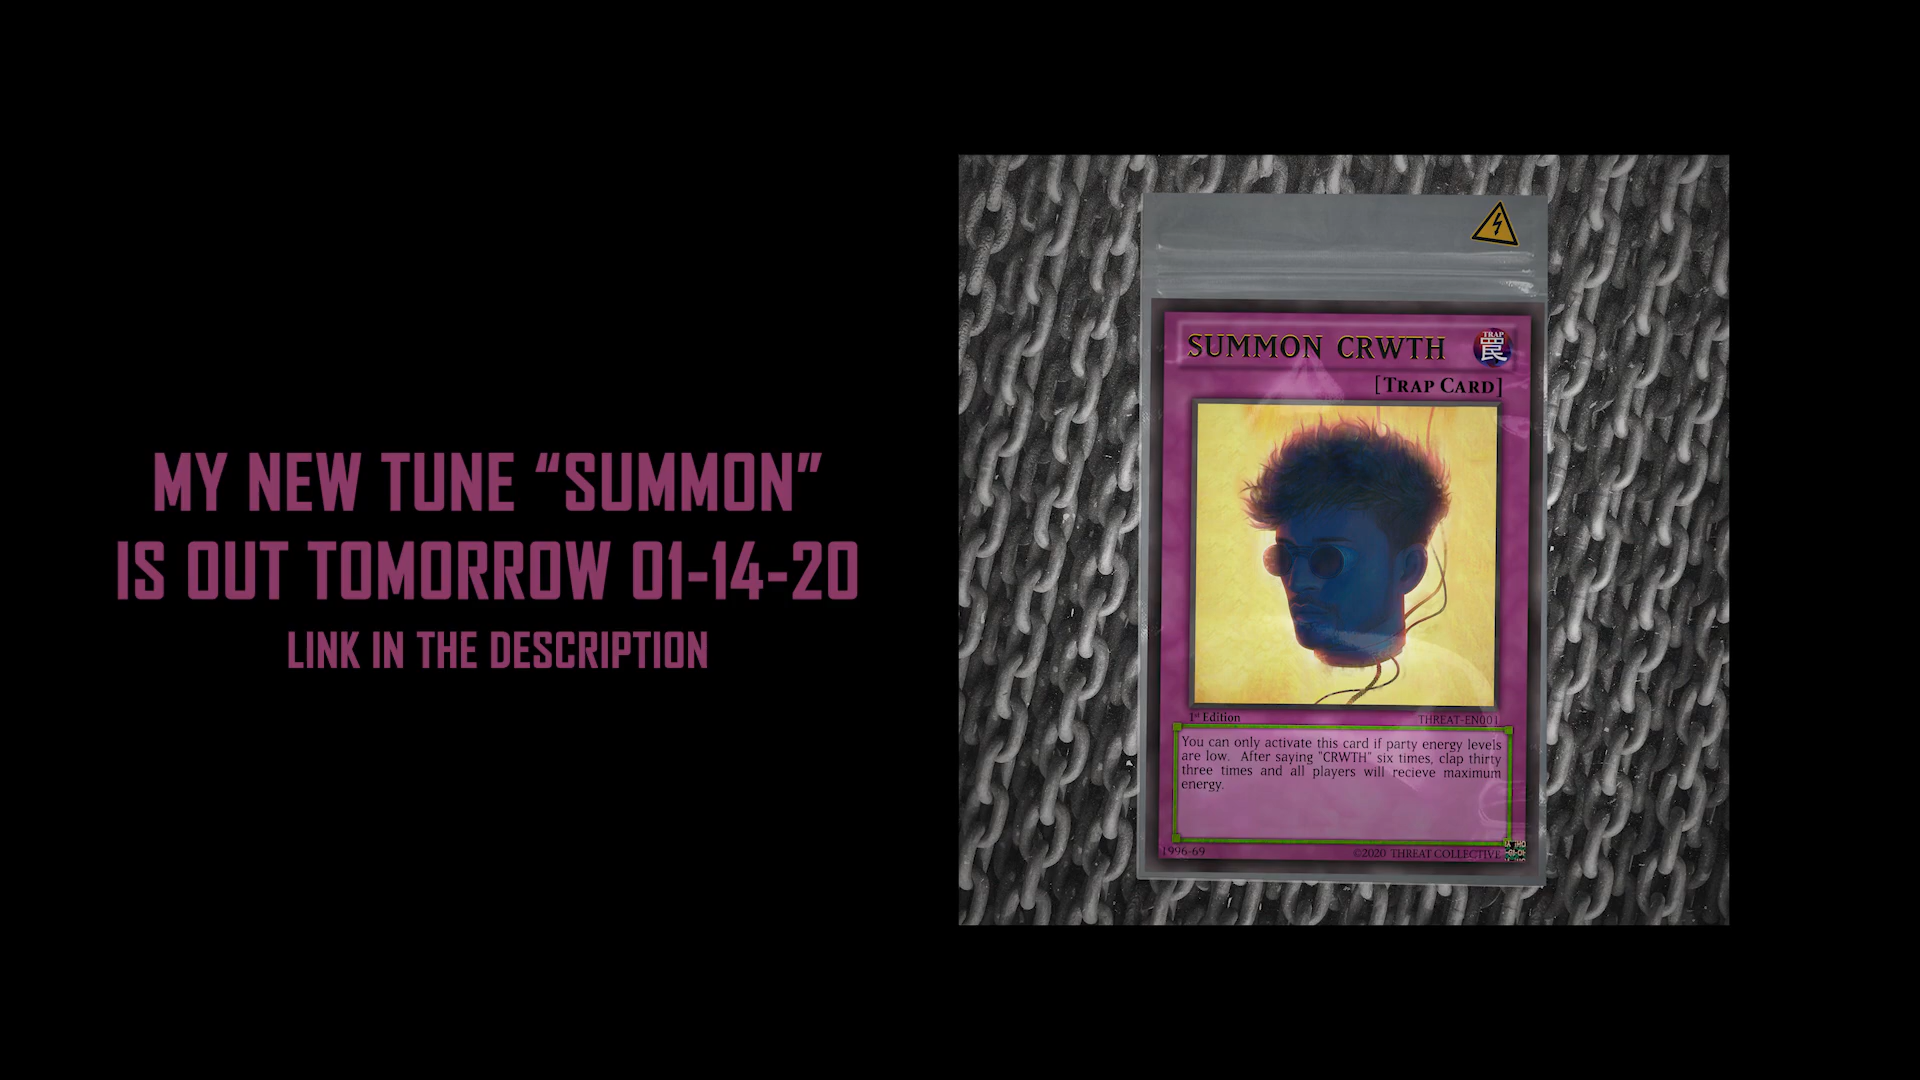 MY NEW TUNE “SUMMON”
IS OUT TOMORROW 01-14-20
LINK IN THE DESCRIPTION
SUMMON CRWTH
TRAP
罠
[TRAP CARD]
1st Edition
THREAT-EN001
You can only activate this card if party energy levels
are low. After saying "CRWTH" six times, clap thirty
three times and all players will recieve maximum
energy.
1996-69
©2020 THREAT COLLECTIVE